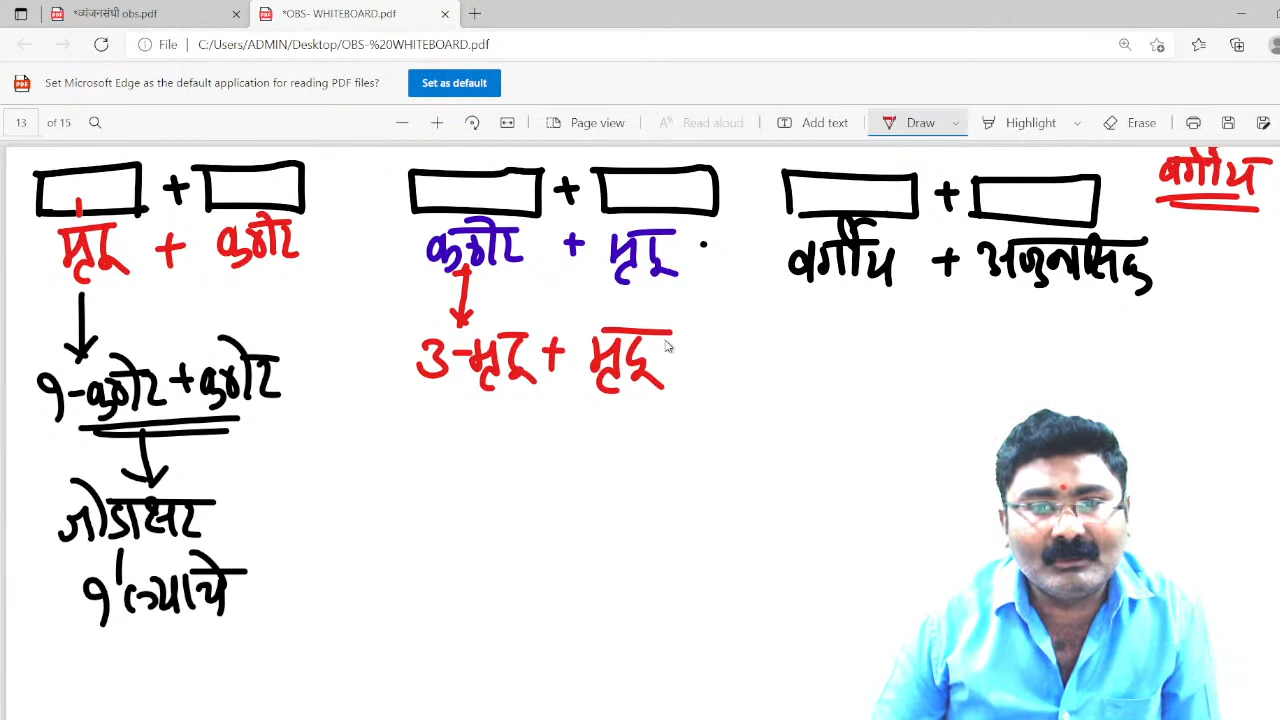 *व्यंजनसंधी obs.pdf
*OBS- WHITEBOARD.pdf
File C:/Users/ADMIN/Desktop/OBS-%20WHITEBOARD.pdf
Set Microsoft Edge as the default application for reading PDF files? Set as default
13 of 15 Page view Read aloud Add text Draw Highlight Erase
वर्गीय
मृदू + कठोर
कठोर + मृदू
वर्गीय + अनुनासिक
३-मृदू + मृदू
१-कठोर + कठोर
जोडाक्षर
१ल्याचे